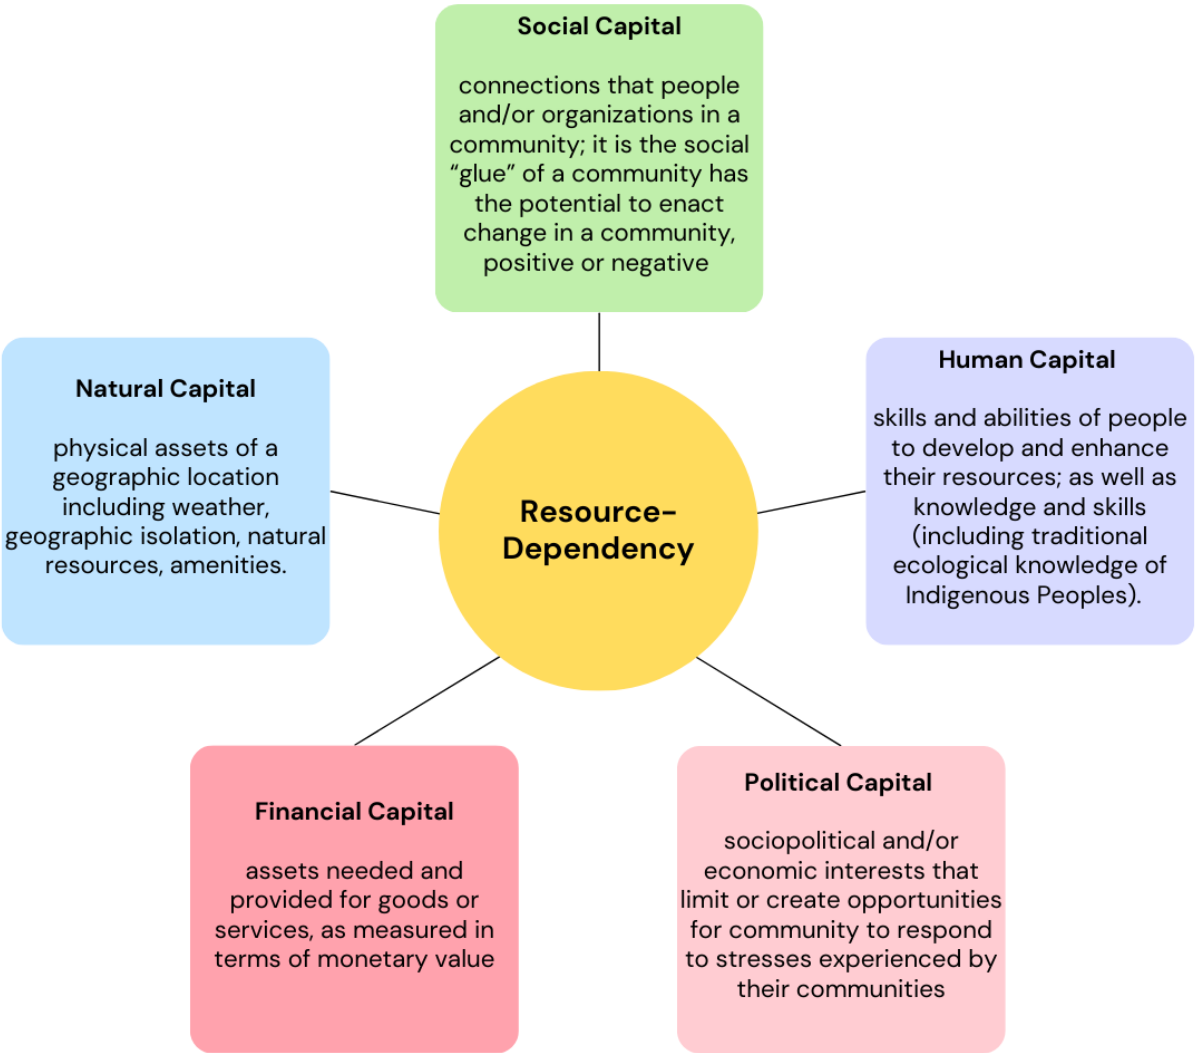 Social Capital
connections that people
and/or organizations in a
community; it is the social
“glue” of a community has
the potential to enact
change in a community,
positive or negative
Natural Capital
physical assets of a
geographic location
including weather,
geographic isolation, natural
resources, amenities.
Resource-
Dependency
Human Capital
skills and abilities of people
to develop and enhance
their resources; as well as
knowledge and skills
(including traditional
ecological knowledge of
Indigenous Peoples).
Financial Capital
assets needed and
provided for goods or
services, as measured in
terms of monetary value
Political Capital
sociopolitical and/or
economic interests that
limit or create opportunities
for community to respond
to stresses experienced by
their communities